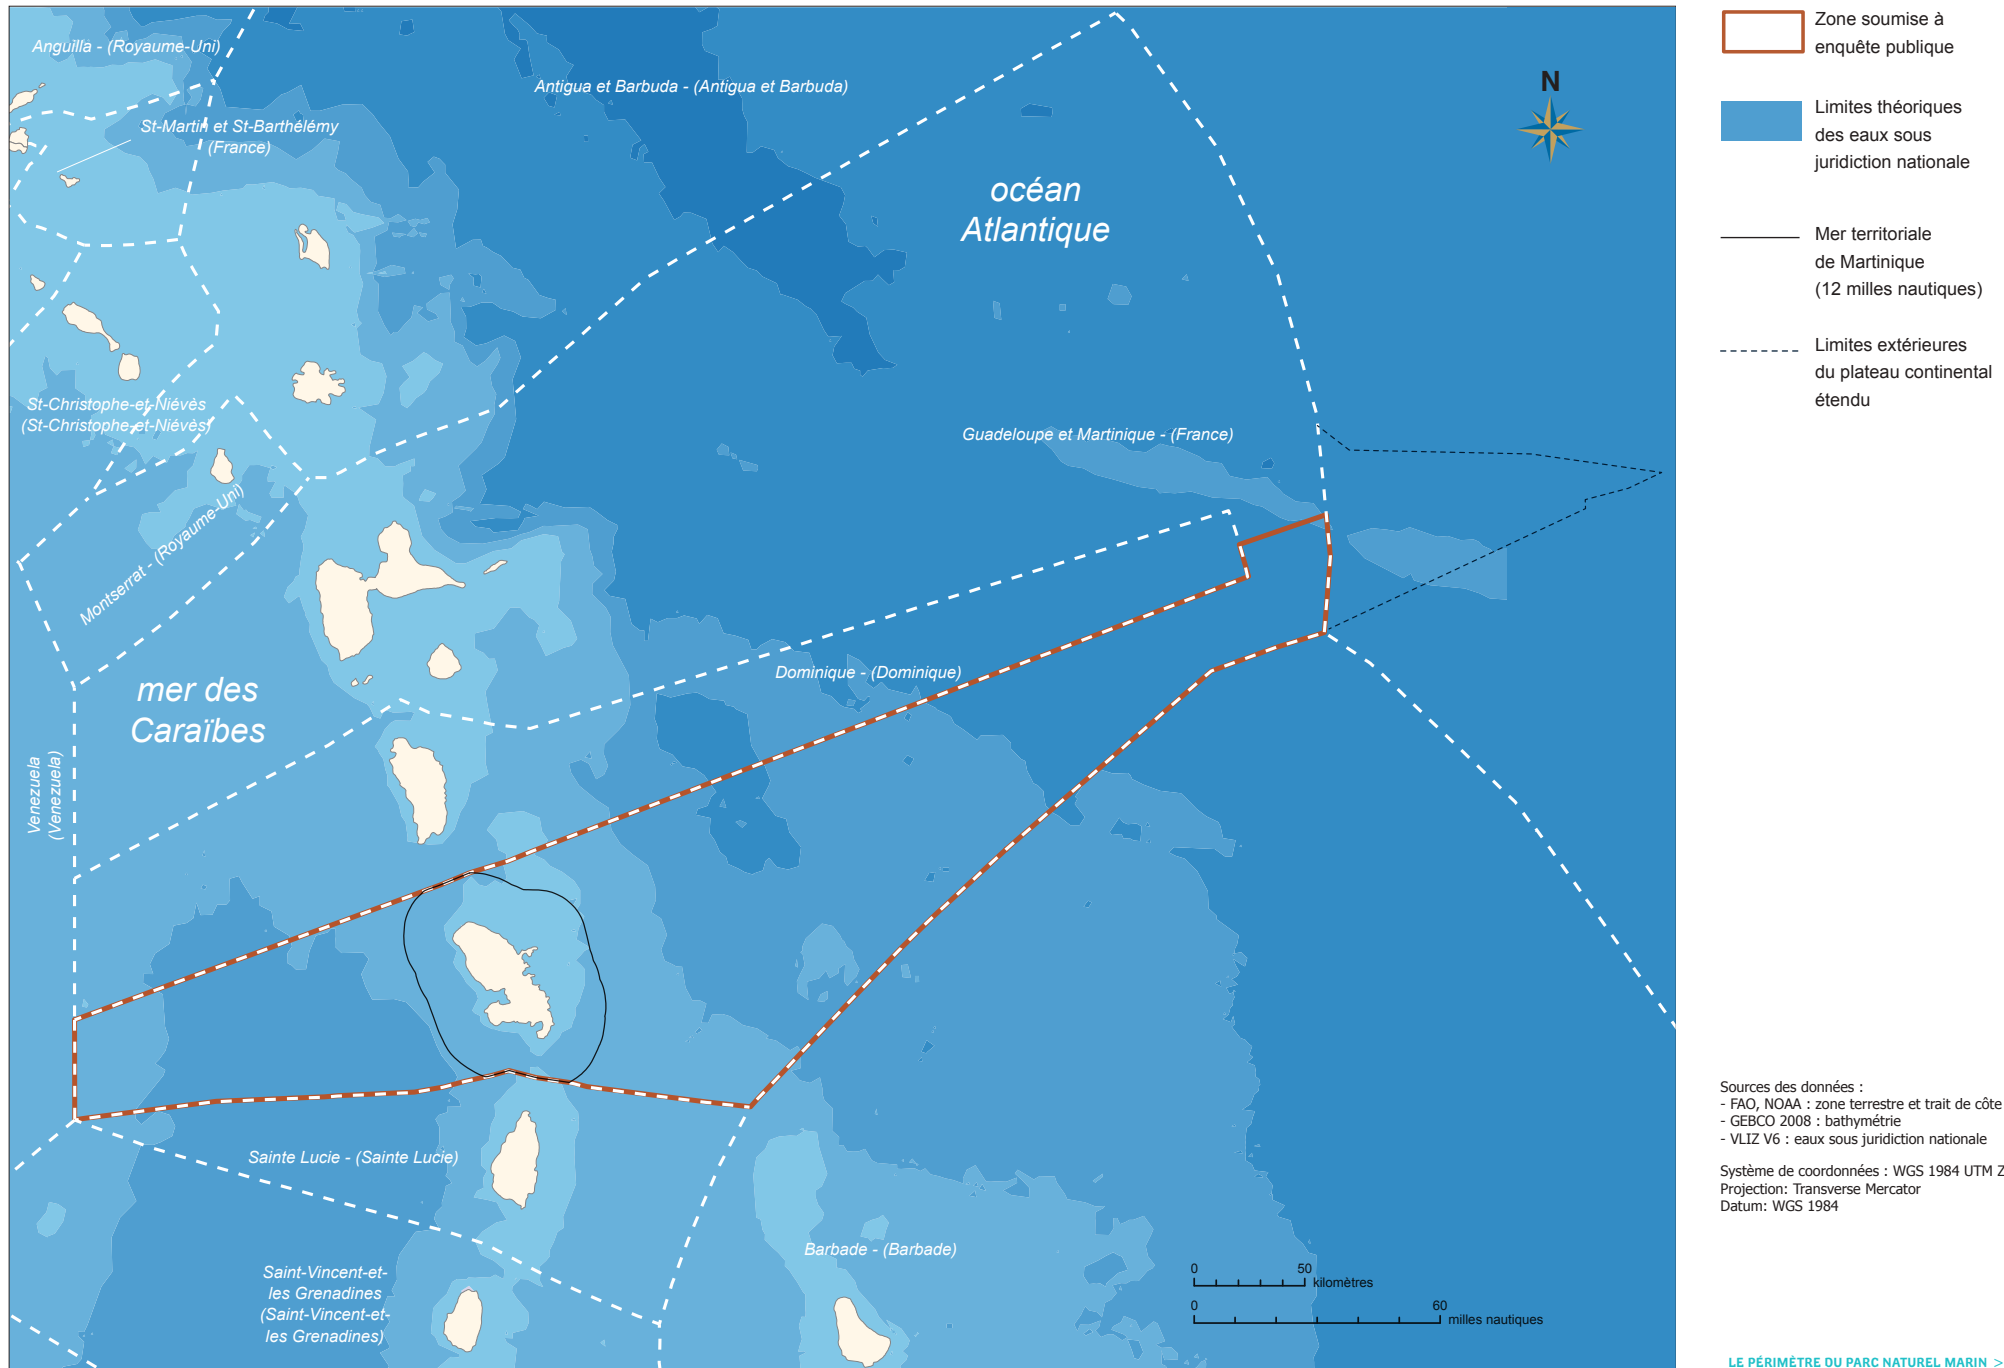 Anguilla - (Royaume-Uni)
Antigua et Barbuda - (Antigua et Barbuda)
St-Martin et St-Barthélémy
(France)
N
océan
Atlantique
St-Christophe-et-Niévès
(St-Christophe-et-Niévès)
Guadeloupe et Martinique - (France)
Montserrat - (Royaume-Uni)
mer des
Caraïbes
Dominique - (Dominique)
Venezuela
(Venezuela)
Sainte Lucie - (Sainte Lucie)
Barbade - (Barbade)
Saint-Vincent-et-
les Grenadines
(Saint-Vincent-et-
les Grenadines)
0 50
kilomètres
0 60
milles nautiques
Zone soumise à
enquête publique
Limites théoriques
des eaux sous
juridiction nationale
Mer territoriale
de Martinique
(12 milles nautiques)
Limites extérieures
du plateau continental
étendu
Sources des données :
- FAO, NOAA : zone terrestre et trait de côte
- GEBCO 2008 : bathymétrie
- VLIZ V6 : eaux sous juridiction nationale
Système de coordonnées : WGS 1984 UTM Z
Projection: Transverse Mercator
Datum: WGS 1984
LE PÉRIMÈTRE DU PARC NATUREL MARIN >